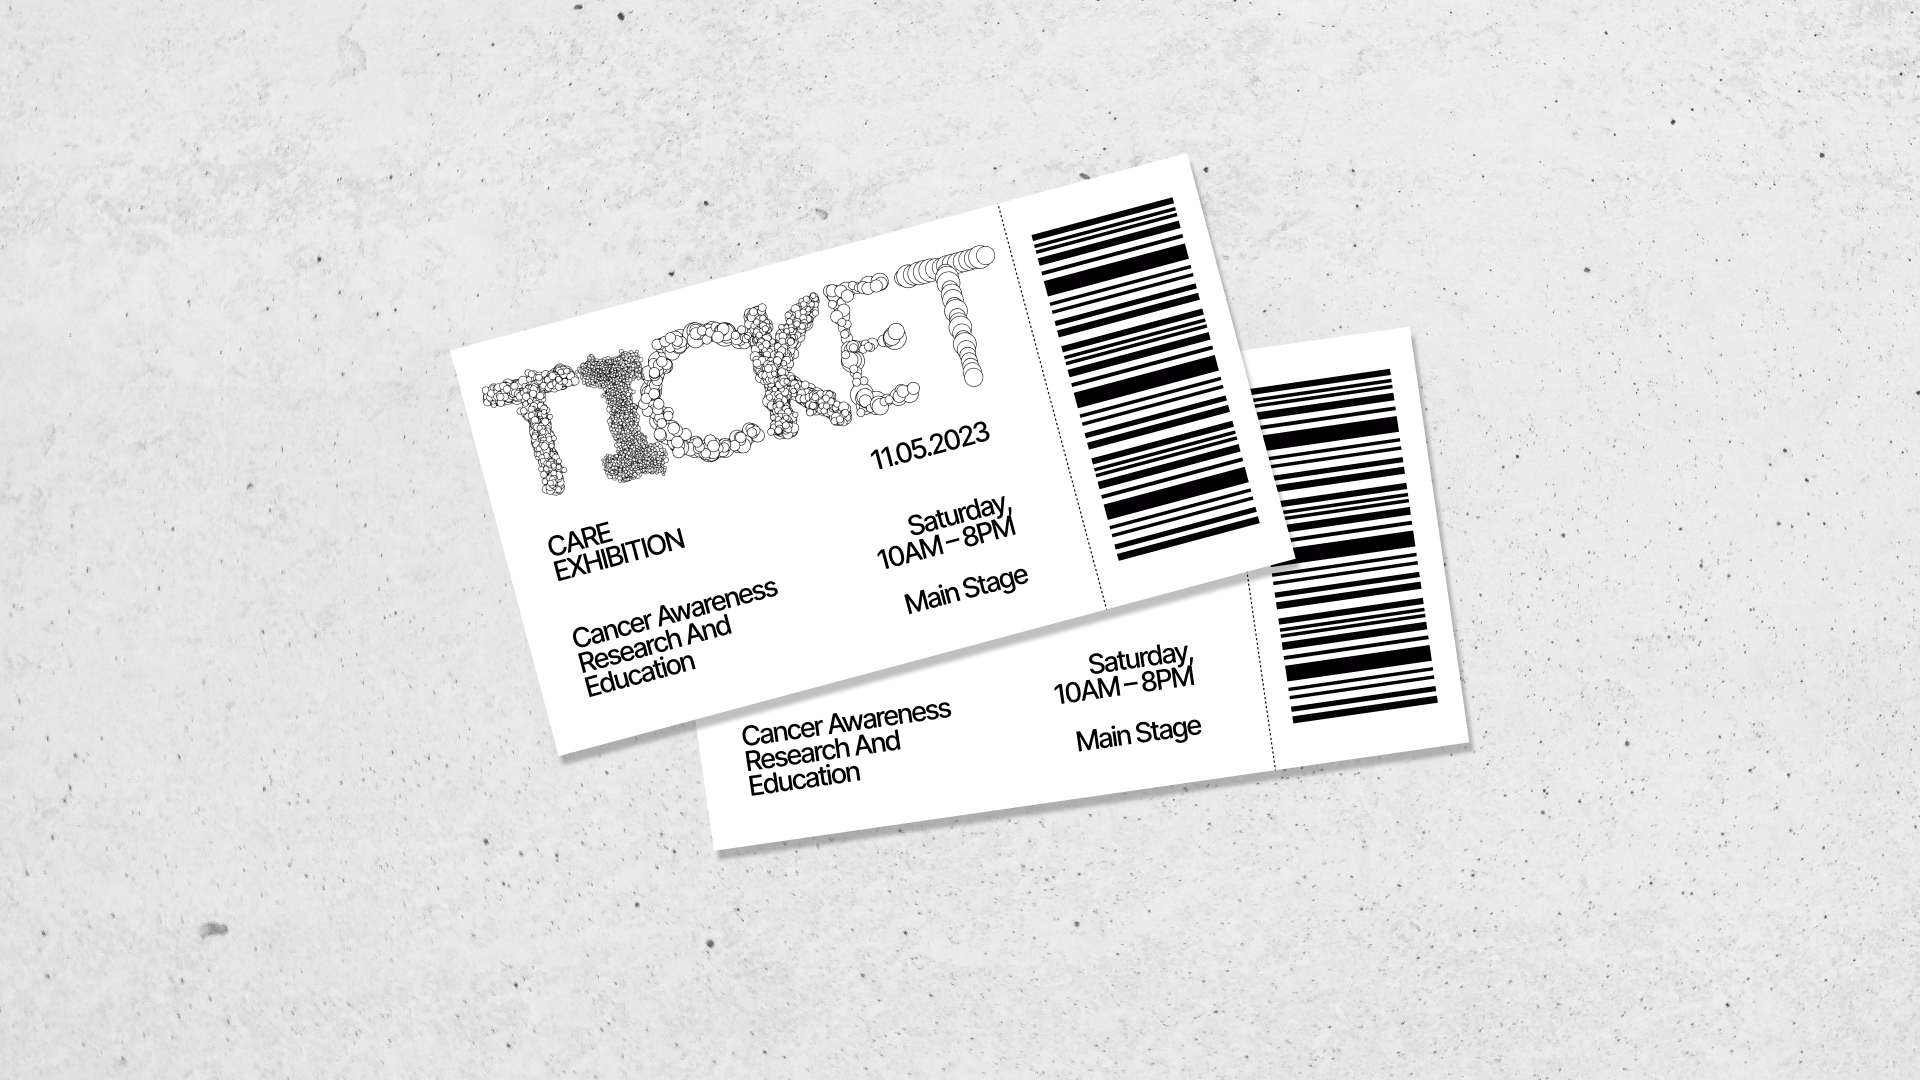 TICKET
11.05.2023
CARE
EXHIBITION
Saturday,
10AM – 8PM
Main Stage
Cancer Awareness
Research And
Education
Saturday,
10AM – 8PM
Main Stage
Cancer Awareness
Research And
Education